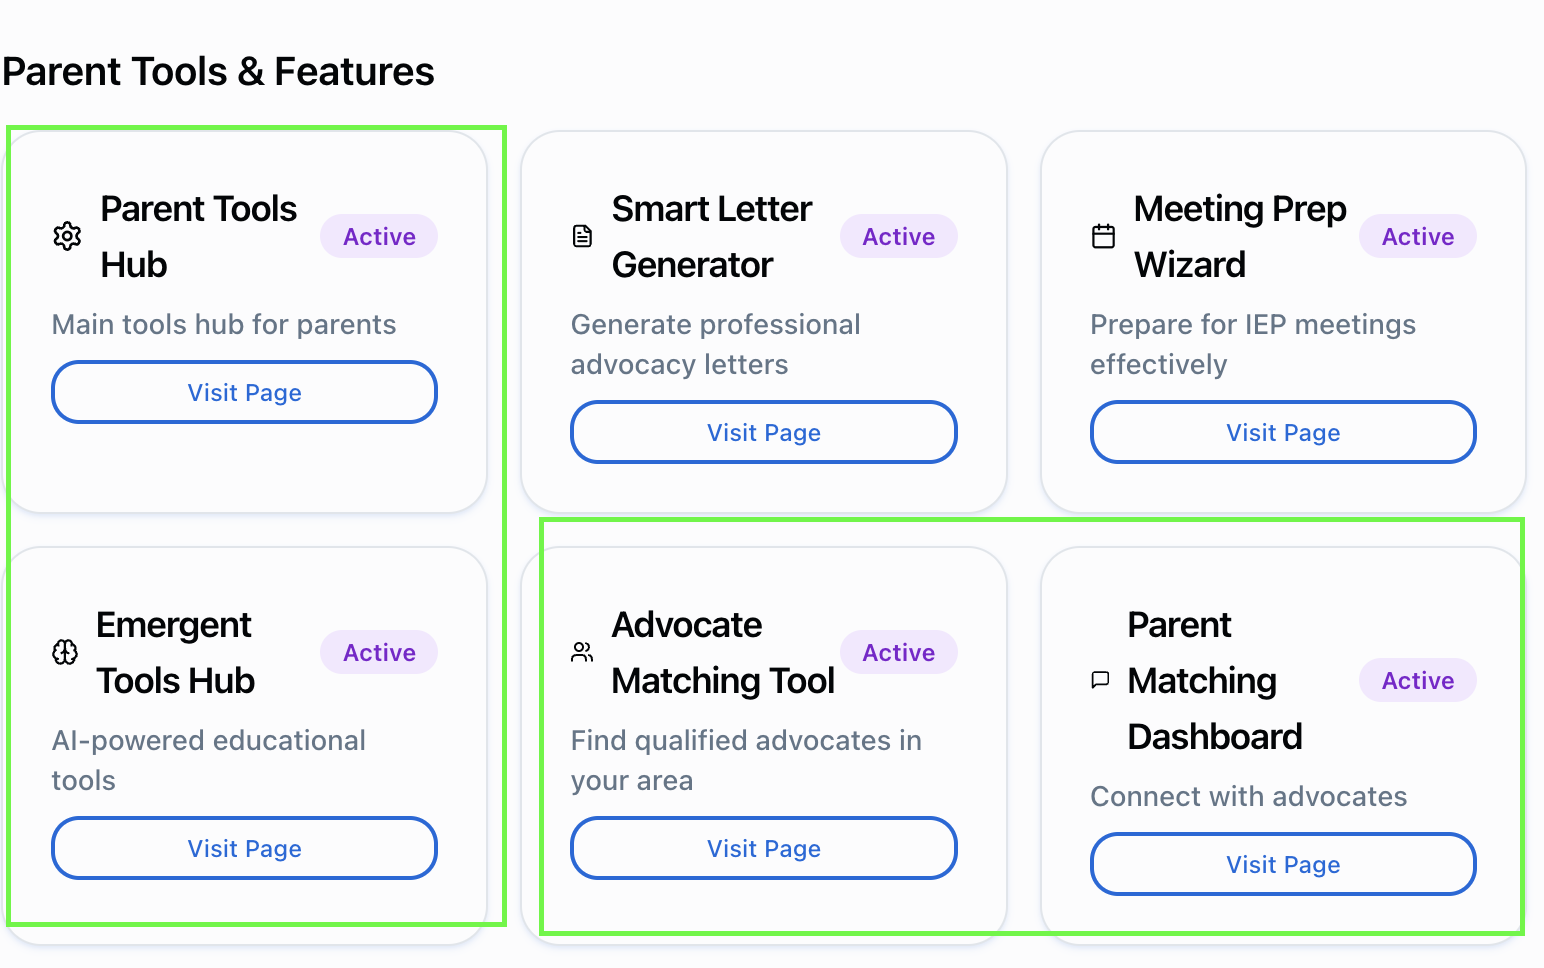 Parent Tools & Features
Parent Tools
Hub
Active
Main tools hub for parents
Visit Page
Smart Letter
Generator
Active
Generate professional
advocacy letters
Visit Page
Meeting Prep
Wizard
Active
Prepare for IEP meetings
effectively
Visit Page
Emergent
Tools Hub
Active
AI-powered educational
tools
Visit Page
Advocate
Matching Tool
Active
Find qualified advocates in
your area
Visit Page
Parent
Matching
Dashboard
Active
Connect with advocates
Visit Page